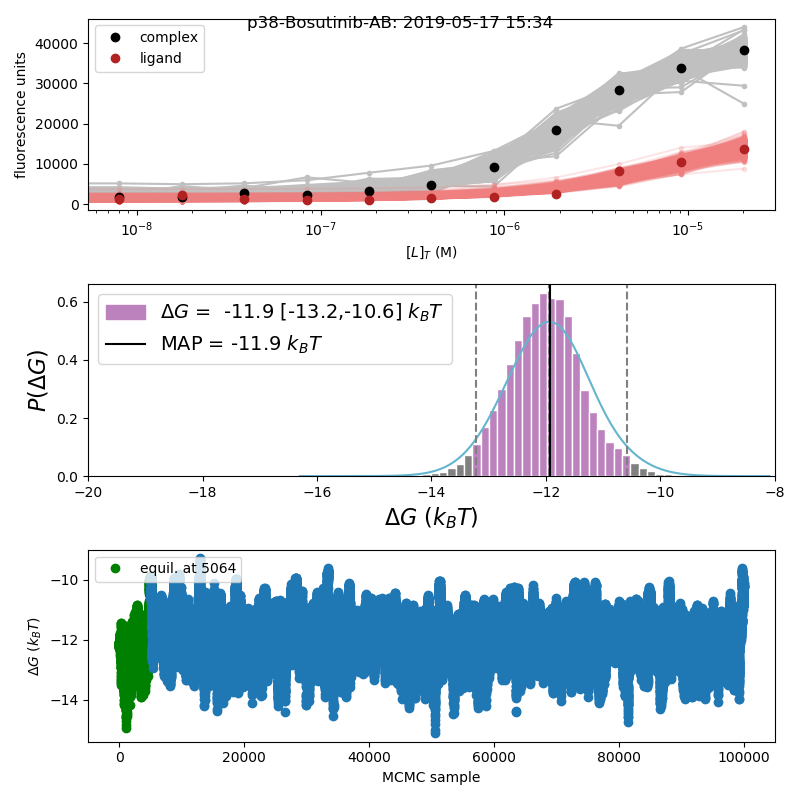 p38-Bosutinib-AB: 2019-05-17 15:34
fluorescence units
40000
30000
20000
10000
0
complex
ligand
10⁻⁸ 10⁻⁷ 10⁻⁶ 10⁻⁵
[L]_T (M)
P(ΔG)
0.6
0.4
0.2
0.0
ΔG = -11.9 [-13.2,-10.6] k_BT
MAP = -11.9 k_BT
−20 −18 −16 −14 −12 −10 −8
ΔG (k_BT)
ΔG (k_BT)
−10
−12
−14
equil. at 5064
0 20000 40000 60000 80000 100000
MCMC sample